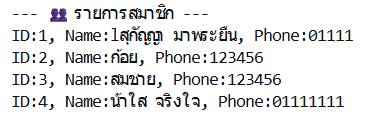 --- 👥 รายการสมาชิก ---
ID:1, Name:lสุกัญญา มาพระยืน, Phone:01111
ID:2, Name:ก้อย, Phone:123456
ID:3, Name:สมชาย, Phone:123456
ID:4, Name:น้ำใส จริงใจ, Phone:01111111